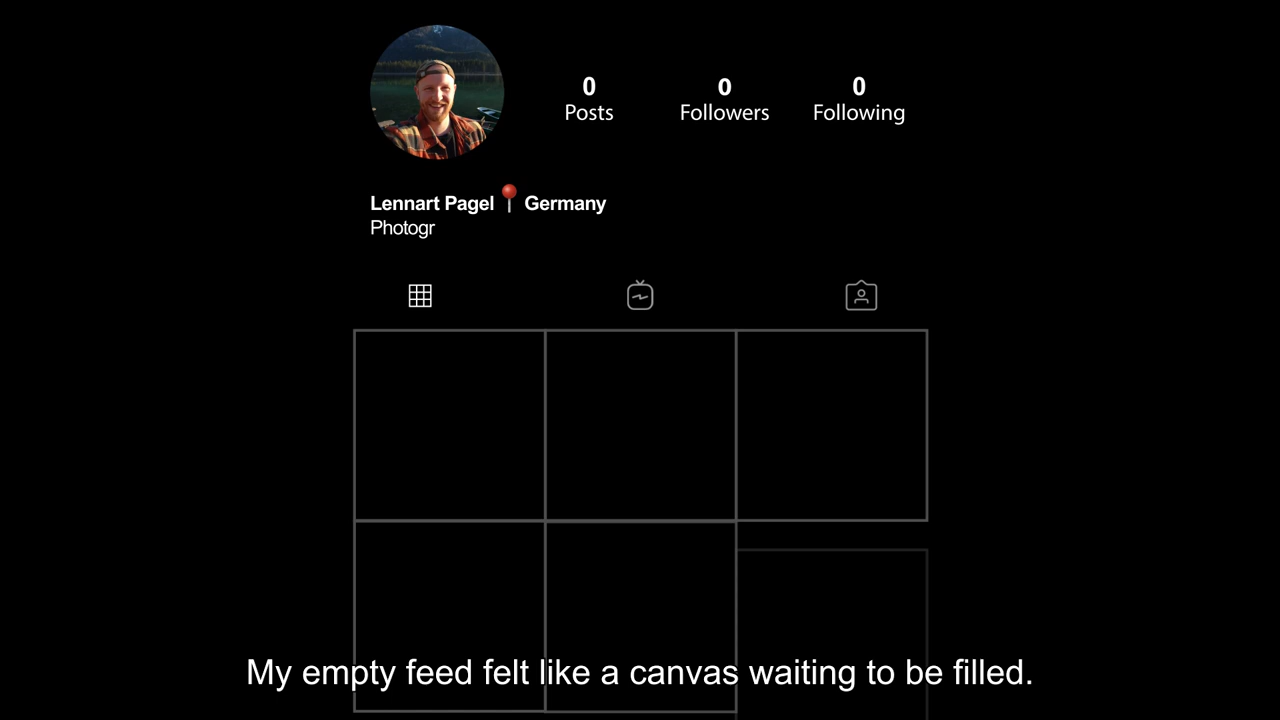 0 0 0
Posts Followers Following
Lennart Pagel 📍 Germany
Photogr
My empty feed felt like a canvas waiting to be filled.